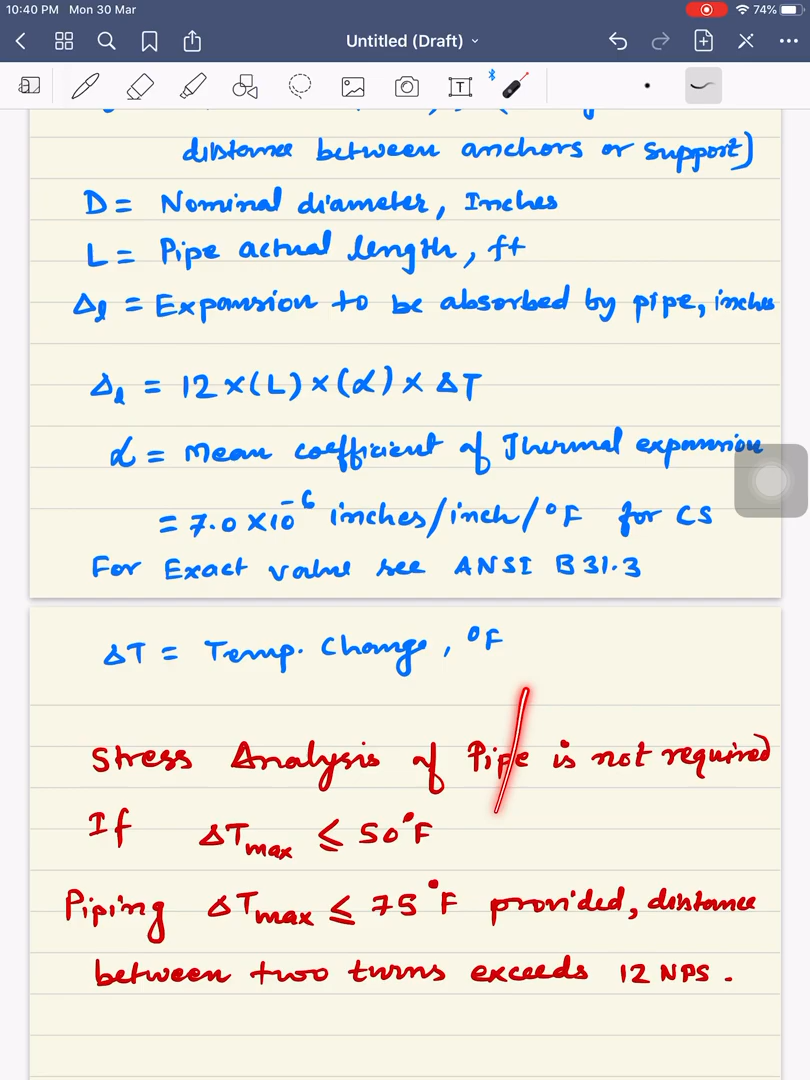 10:40 PM Mon 30 Mar 74%
Untitled (Draft)
T
distance between anchors or support)
D = Nominal diameter, Inches
L = Pipe actual length, ft
Δl = Expansion to be absorbed by pipe, inches
Δl = 12 × (L) × (α) × ΔT
α = Mean coefficient of Thermal expansion
= 7.0 × 10⁻⁶ inches/inch/°F for CS
For Exact value see ANSI B 31.3
ΔT = Temp. Change, °F
Stress Analysis of Pipe is not required
If ΔTmax ≤ 50°F
Piping ΔTmax ≤ 75°F provided, distance
between two turns exceeds 12 NPS.